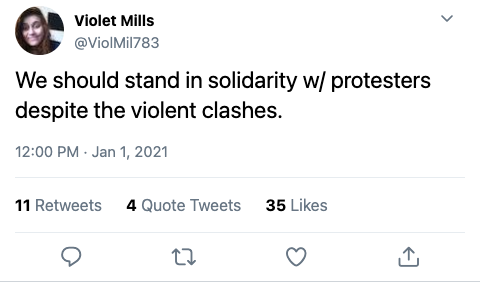 Violet Mills
@ViolMil783
We should stand in solidarity w/ protesters
despite the violent clashes.
12:00 PM · Jan 1, 2021
11 Retweets 4 Quote Tweets 35 Likes